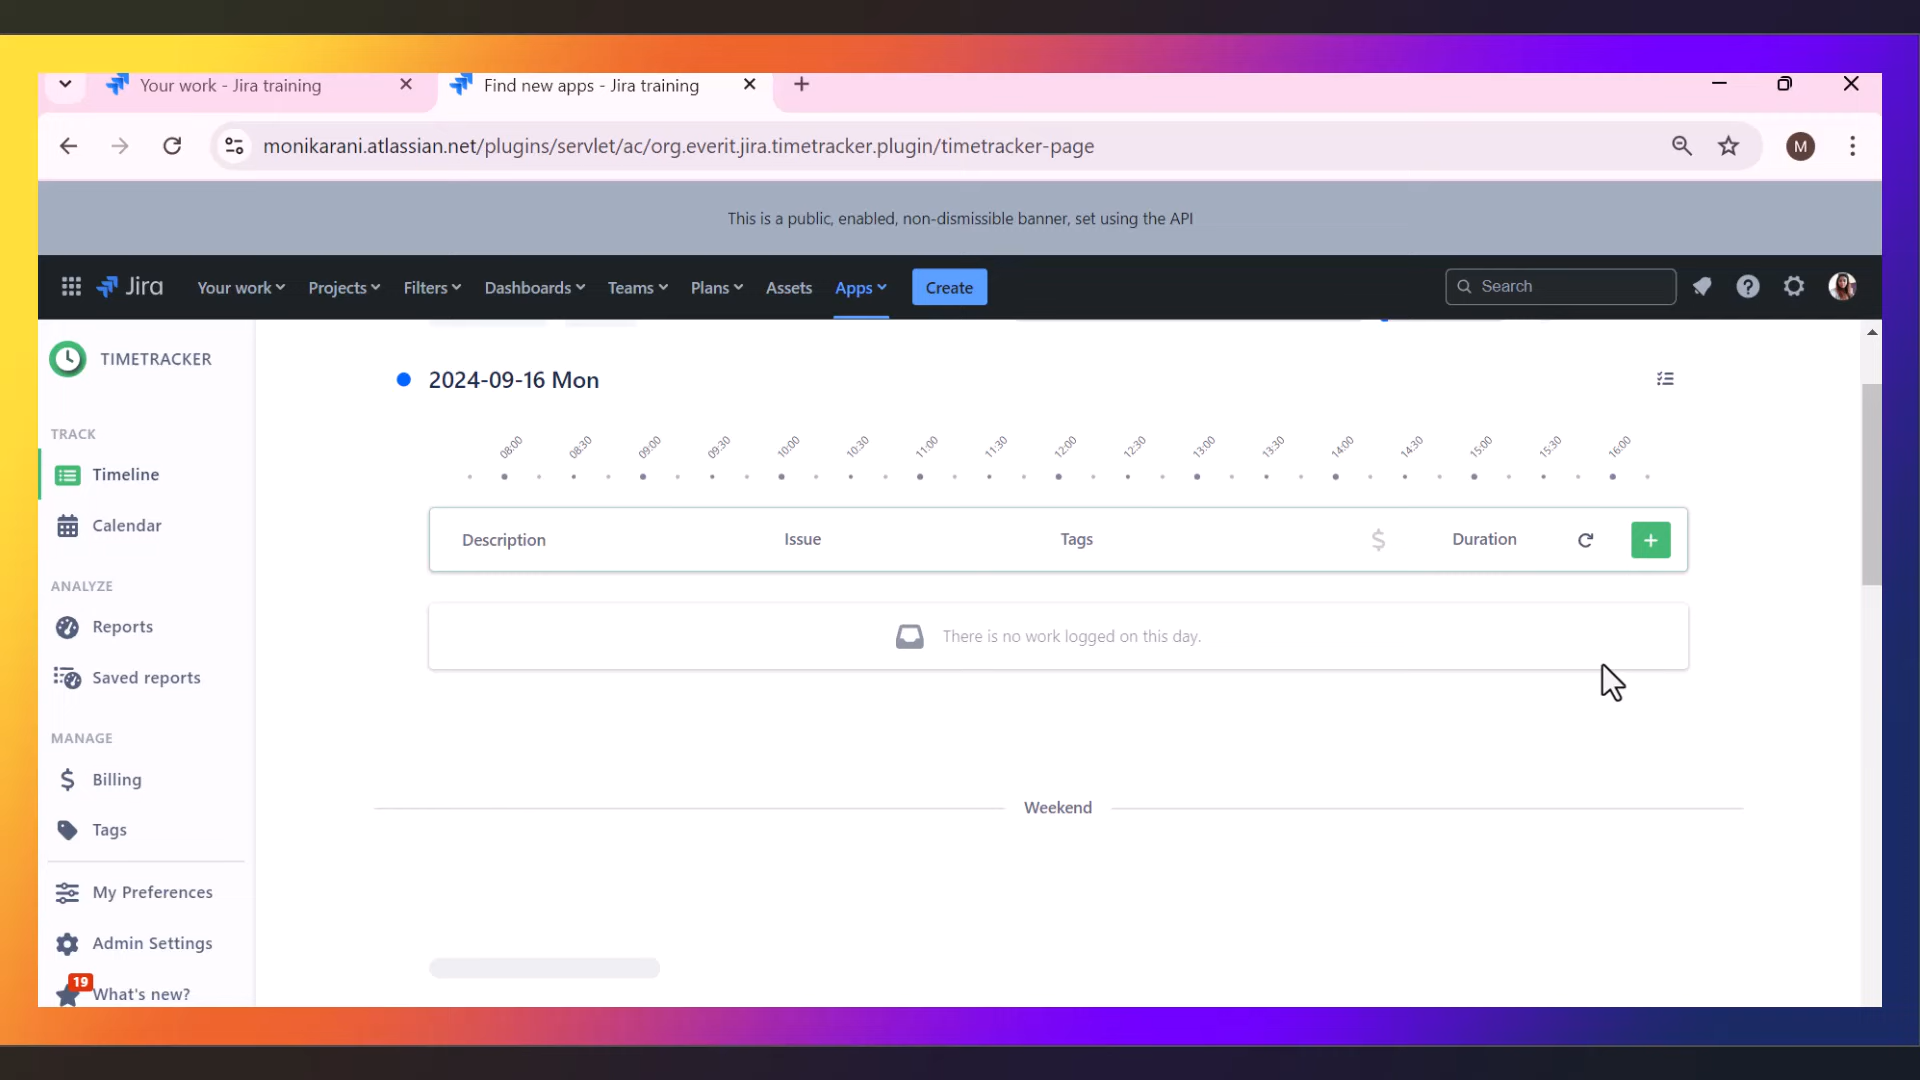 Your work - Jira training
Find new apps - Jira training
monikarani.atlassian.net/plugins/servlet/ac/org.everit.jira.timetracker.plugin/timetracker-page
M
This is a public, enabled, non-dismissible banner, set using the API
Jira
Your work
Projects
Filters
Dashboards
Teams
Plans
Assets
Apps
Create
Search
TIMETRACKER
2024-09-16 Mon
08:00 08:30 09:00 09:30 10:00 10:30 11:00 11:30 12:00 12:30 13:00 13:30 14:00 14:30 15:00 15:30 16:00
TRACK
Timeline
Calendar
Description Issue Tags $ Duration +
There is no work logged on this day.
ANALYZE
Reports
Saved reports
MANAGE
$ Billing
Tags
Weekend
My Preferences
Admin Settings
19
What's new?